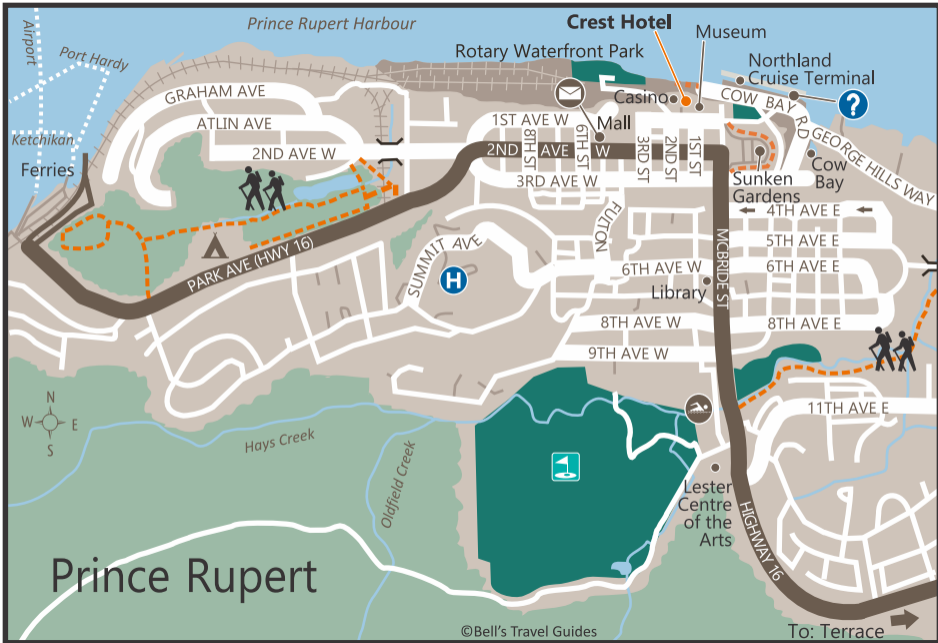 Prince Rupert Harbour
Crest Hotel
Museum
Airport
Port Hardy
Rotary Waterfront Park
Northland
Cruise Terminal
?
GRAHAM AVE
Casino
COW BAY RD
Ketchikan
ATLIN AVE
1ST AVE W
Mall
GEORGE HILLS WAY
Ferries
2ND AVE W
2ND AVE W
8TH ST
6TH ST
3RD ST
2ND ST
1ST ST
Cow
Bay
Sunken
Gardens
3RD AVE W
FULTON
4TH AVE E
PARK AVE (HWY 16)
SUMMIT AVE
MCBRIDE ST
5TH AVE E
H
6TH AVE W
6TH AVE E
Library
8TH AVE W
8TH AVE E
9TH AVE W
N
W
E
S
11TH AVE E
Hays Creek
Oldfield Creek
Lester
Centre
of the
Arts
HIGHWAY 16
Prince Rupert
©Bell's Travel Guides
To: Terrace